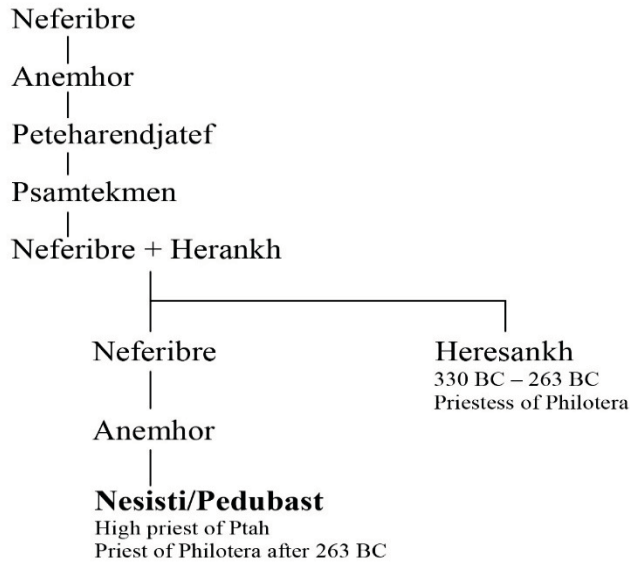 Neferibre
Anemhor
Peteharendjatef
Psamtekmen
Neferibre + Herankh
Neferibre
Heresankh
330 BC – 263 BC
Priestess of Philotera
Anemhor
Nesisti/Pedubast
High priest of Ptah
Priest of Philotera after 263 BC